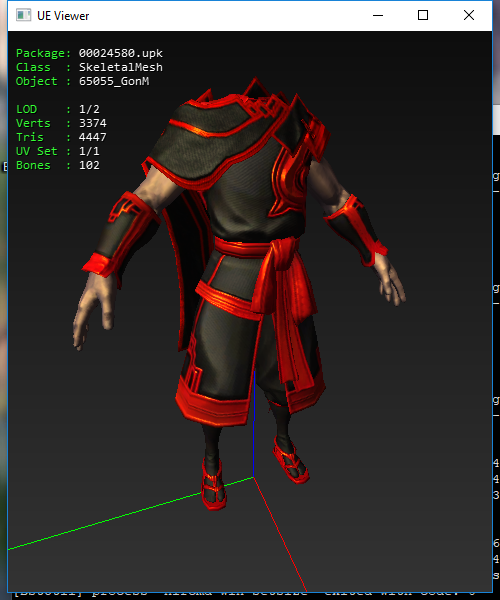 UE Viewer
Package: 00024580.upk
Class : SkeletalMesh
Object : 65055_GonM
LOD : 1/2
Verts : 3374
Tris : 4447
UV Set : 1/1
Bones : 102